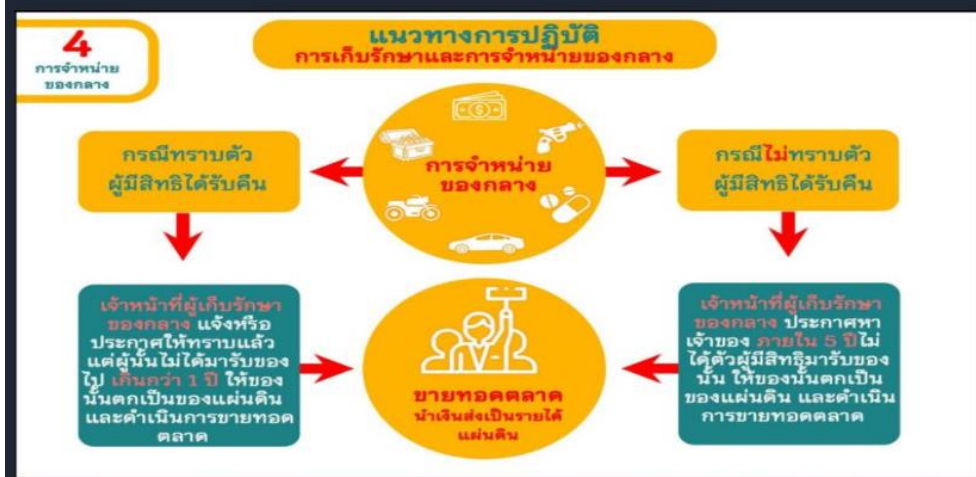 4
การจำหน่าย
ของกลาง
แนวทางการปฏิบัติ
การเก็บรักษาและการจำหน่ายของกลาง
กรณีทราบตัว
ผู้มีสิทธิได้รับคืน
การจำหน่าย
ของกลาง
กรณีไม่ทราบตัว
ผู้มีสิทธิได้รับคืน
เจ้าหน้าที่ผู้เก็บรักษา
ของกลาง แจ้งหรือ
ประกาศให้ทราบแล้ว
แต่ผู้นั้นไม่ได้มารับของ
ไป เกินกว่า 1 ปี ให้ของ
นั้นตกเป็นของแผ่นดิน
และดำเนินการขายทอด
ตลาด
ขายทอดตลาด
นำเงินส่งเป็นรายได้
แผ่นดิน
เจ้าหน้าที่ผู้เก็บรักษา
ของกลาง ประกาศหา
เจ้าของ ภายใน 5 ปีไม่
ได้ตัวผู้มีสิทธิมารับของ
นั้น ให้ของนั้นตกเป็น
ของแผ่นดิน และดำเนิน
การขายทอดตลาด